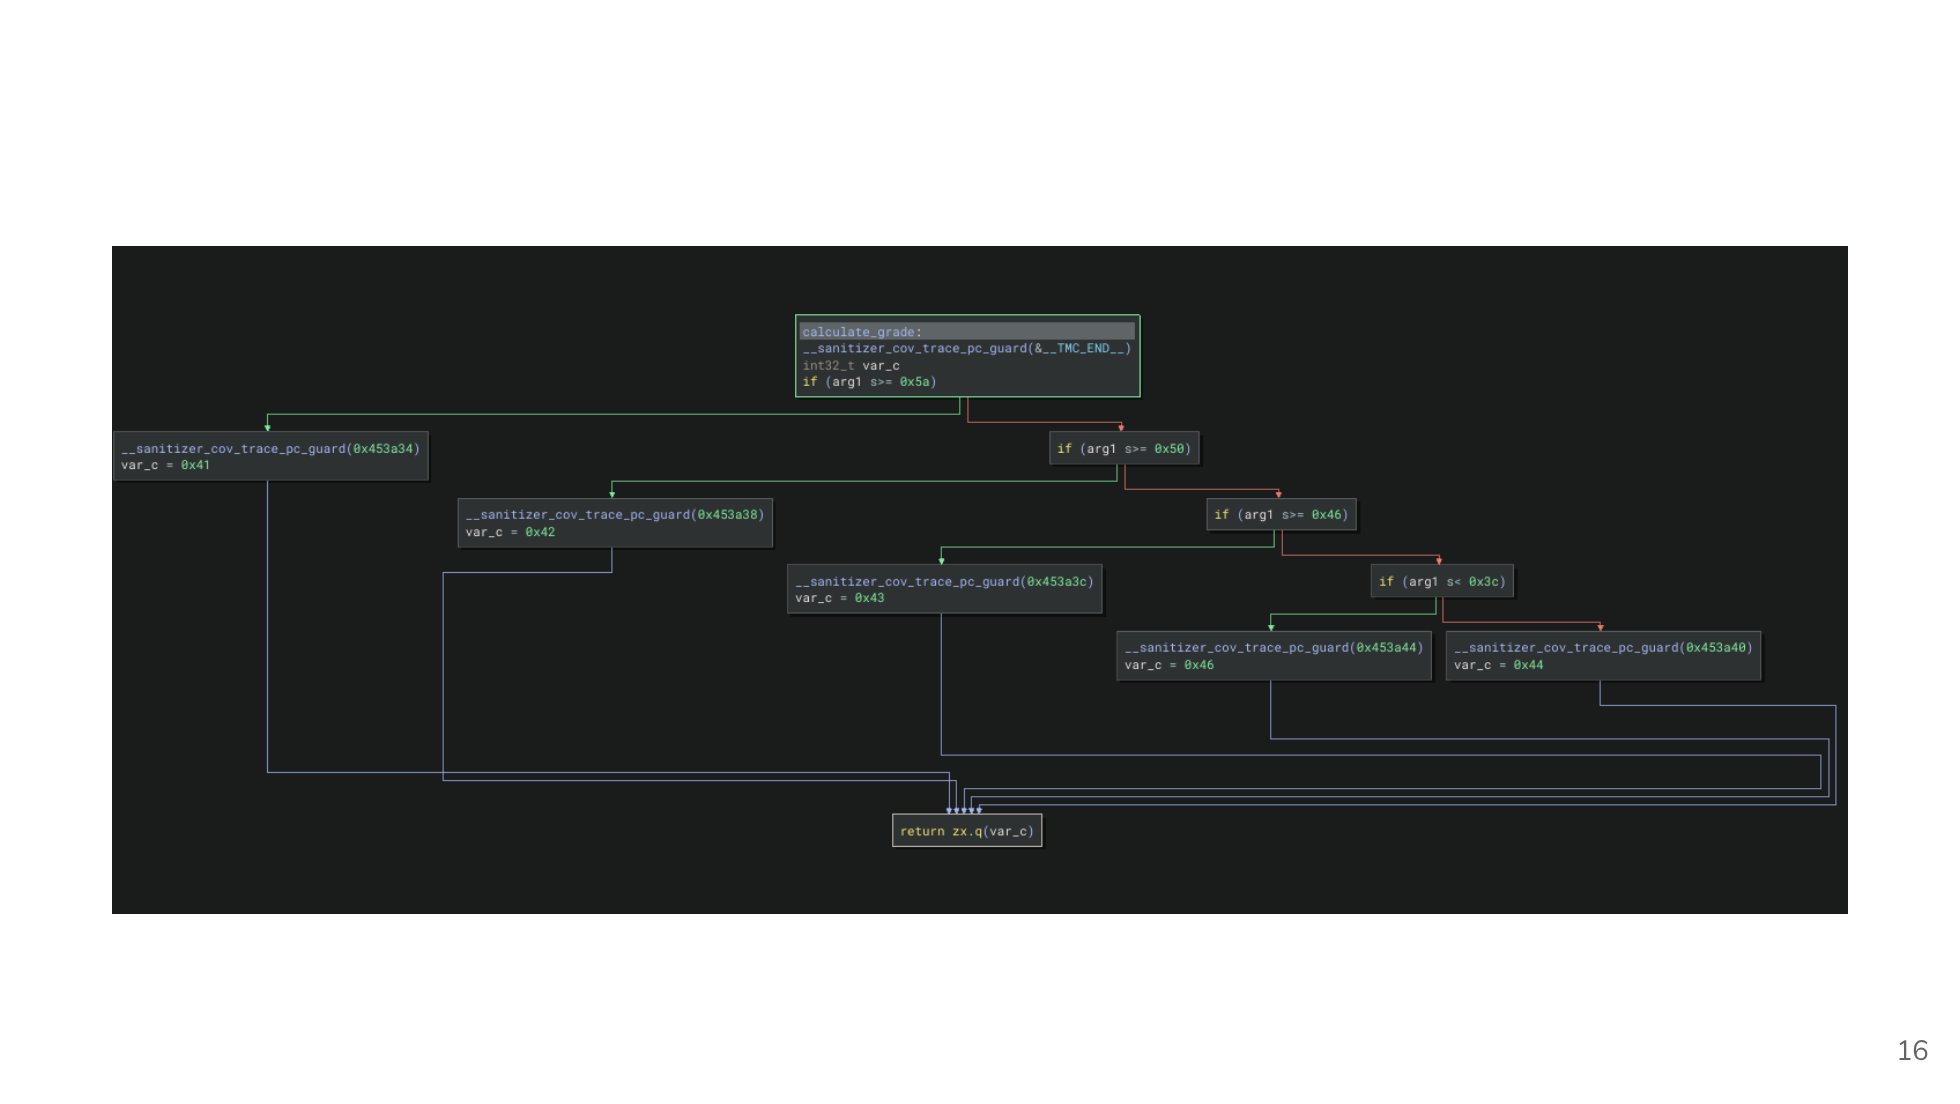 calculate_grade:
__sanitizer_cov_trace_pc_guard(&__TMC_END__)
int32_t var_c
if (arg1 s>= 0x5a)
__sanitizer_cov_trace_pc_guard(0x453a34)
var_c = 0x41
if (arg1 s>= 0x50)
__sanitizer_cov_trace_pc_guard(0x453a38)
var_c = 0x42
if (arg1 s>= 0x46)
__sanitizer_cov_trace_pc_guard(0x453a3c)
var_c = 0x43
if (arg1 s< 0x3c)
__sanitizer_cov_trace_pc_guard(0x453a44)
var_c = 0x46
__sanitizer_cov_trace_pc_guard(0x453a40)
var_c = 0x44
return zx.q(var_c)
16